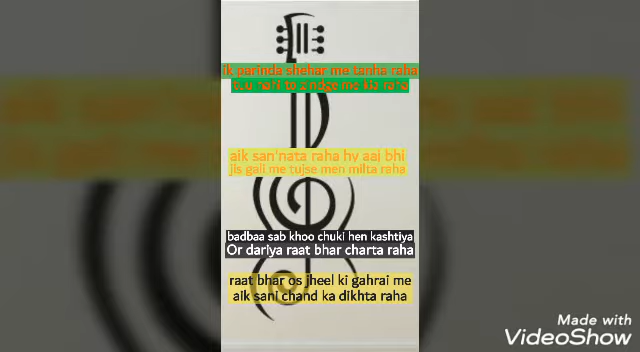 ik parinda shehar me tanha raha
tuu naN to zindge me kia raha
aik san'nata raha hy aaj bhi
jis gali me tujse men milta raha
badbaa sab khoo chuki hen kashtiya
Or dariya raat bhar charta raha
raat bhar os jheel ki gahrai me
aik sani chand ka dikhta raha
Made with
VideoShow